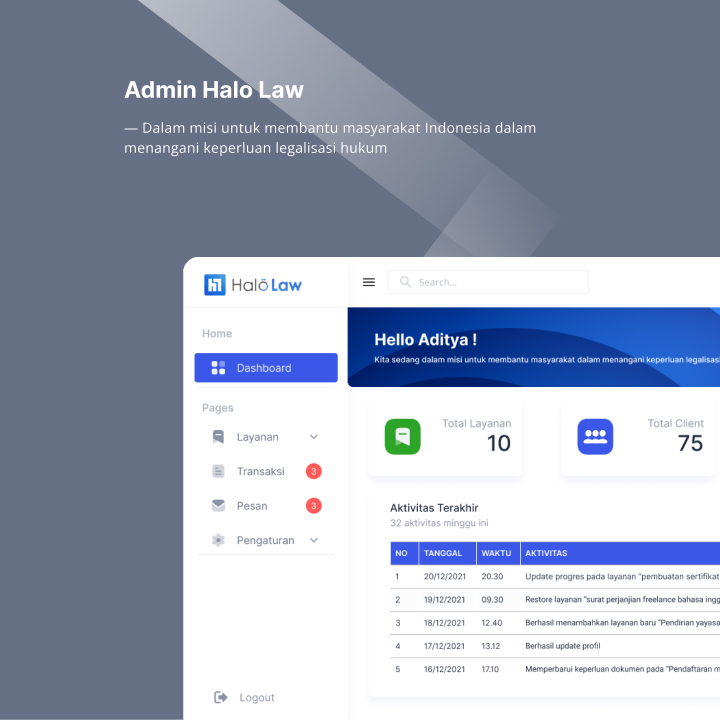 Admin Halo Law
— Dalam misi untuk membantu masyarakat Indonesia dalam
menangani keperluan legalisasi hukum
Halö Law
Search...
Home
Hello Aditya !
Kita sedang dalam misi untuk membantu masyarakat dalam menangani keperluan legalisasi
Dashboard
Pages
Layanan
Transaksi 3
Pesan 3
Pengaturan
Logout
Total Layanan
10
Total Client
75
Aktivitas Terakhir
32 aktivitas minggu ini
NO TANGGAL WAKTU AKTIVITAS
1 20/12/2021 20.30 Update progres pada layanan "pembuatan sertifikat
2 19/12/2021 09.30 Restore layanan "surat perjanjian freelance bahasa ingg
3 18/12/2021 12.40 Berhasil menambahkan layanan baru "Pendirian yayasa
4 17/12/2021 13.12 Berhasil update profil
5 16/12/2021 17.10 Memperbarui keperluan dokumen pada "Pendaftaran m